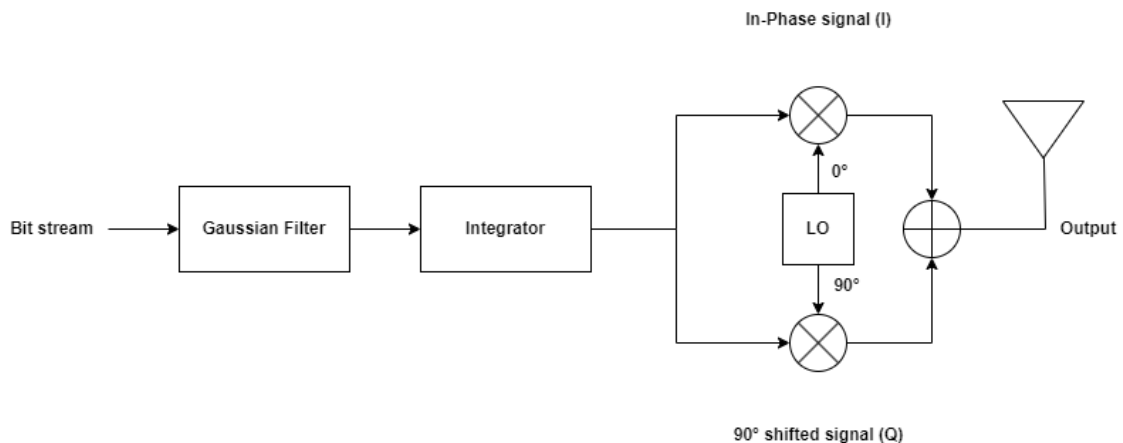 In-Phase signal (I)
0°
Bit stream
Gaussian Filter
Integrator
LO
Output
90°
90° shifted signal (Q)